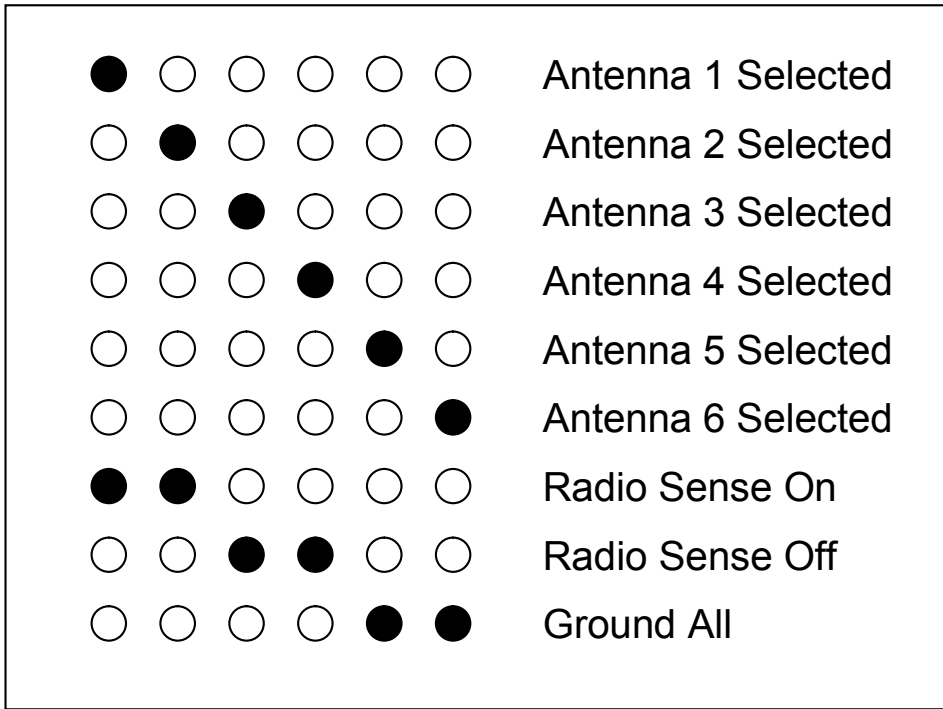 Antenna 1 Selected
Antenna 2 Selected
Antenna 3 Selected
Antenna 4 Selected
Antenna 5 Selected
Antenna 6 Selected
Radio Sense On
Radio Sense Off
Ground All